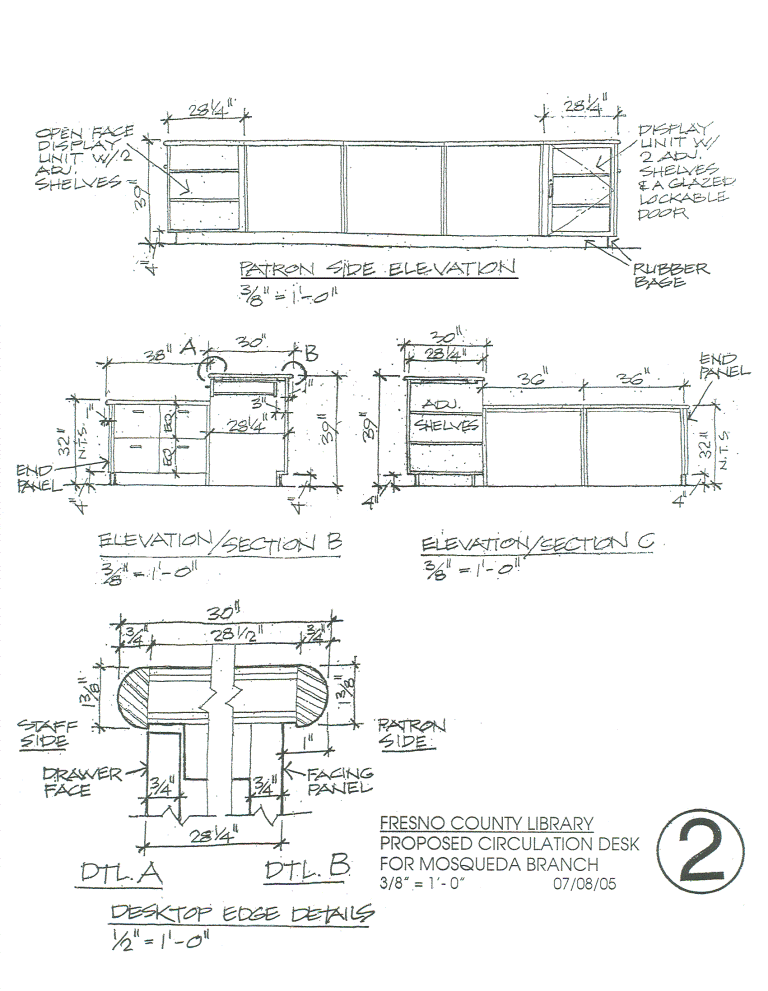 28 1/4"
28 1/4"
OPEN FACE
DISPLAY
UNIT W/2
ADJ.
SHELVES
DISPLAY
UNIT W/
2 ADJ.
SHELVES
& A GLAZED
LOCKABLE
DOOR
39"
4"
RUBBER
BASE
PATRON SIDE ELEVATION
3/8" = 1'-0"
38"
A
30"
B
1"
1"
3"
28 1/4"
EQ.
EQ.
32"
N.T.S.
39"
END
PANEL
4"
4"
ELEVATION/SECTION B
3/8" = 1'-0"
30"
28 1/4"
36"
36"
END
PANEL
ADJ.
SHELVES
39"
32"
N.T.S.
4"
4"
ELEVATION/SECTION C
3/8" = 1'-0"
30"
3/4"
28 1/2"
3/4"
1 3/8"
1 3/8"
STAFF
SIDE
PATRON
SIDE
1"
DRAWER
FACE
3/4"
3/4"
FACING
PANEL
28 1/4"
DTL. A
DTL. B
DESKTOP EDGE DETAILS
1/2" = 1'-0"
FRESNO COUNTY LIBRARY
PROPOSED CIRCULATION DESK
FOR MOSQUEDA BRANCH
3/8" = 1'- 0" 07/08/05
2